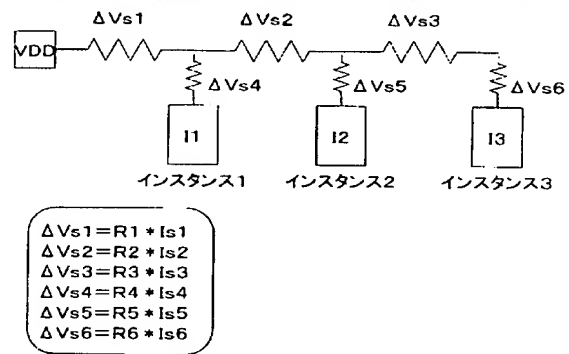 ΔVs1 ΔVs2 ΔVs3
VDD
ΔVs4 ΔVs5 ΔVs6
I1 I2 I3
インスタンス1 インスタンス2 インスタンス3
ΔVs1=R1*Is1
ΔVs2=R2*Is2
ΔVs3=R3*Is3
ΔVs4=R4*Is4
ΔVs5=R5*Is5
ΔVs6=R6*Is6